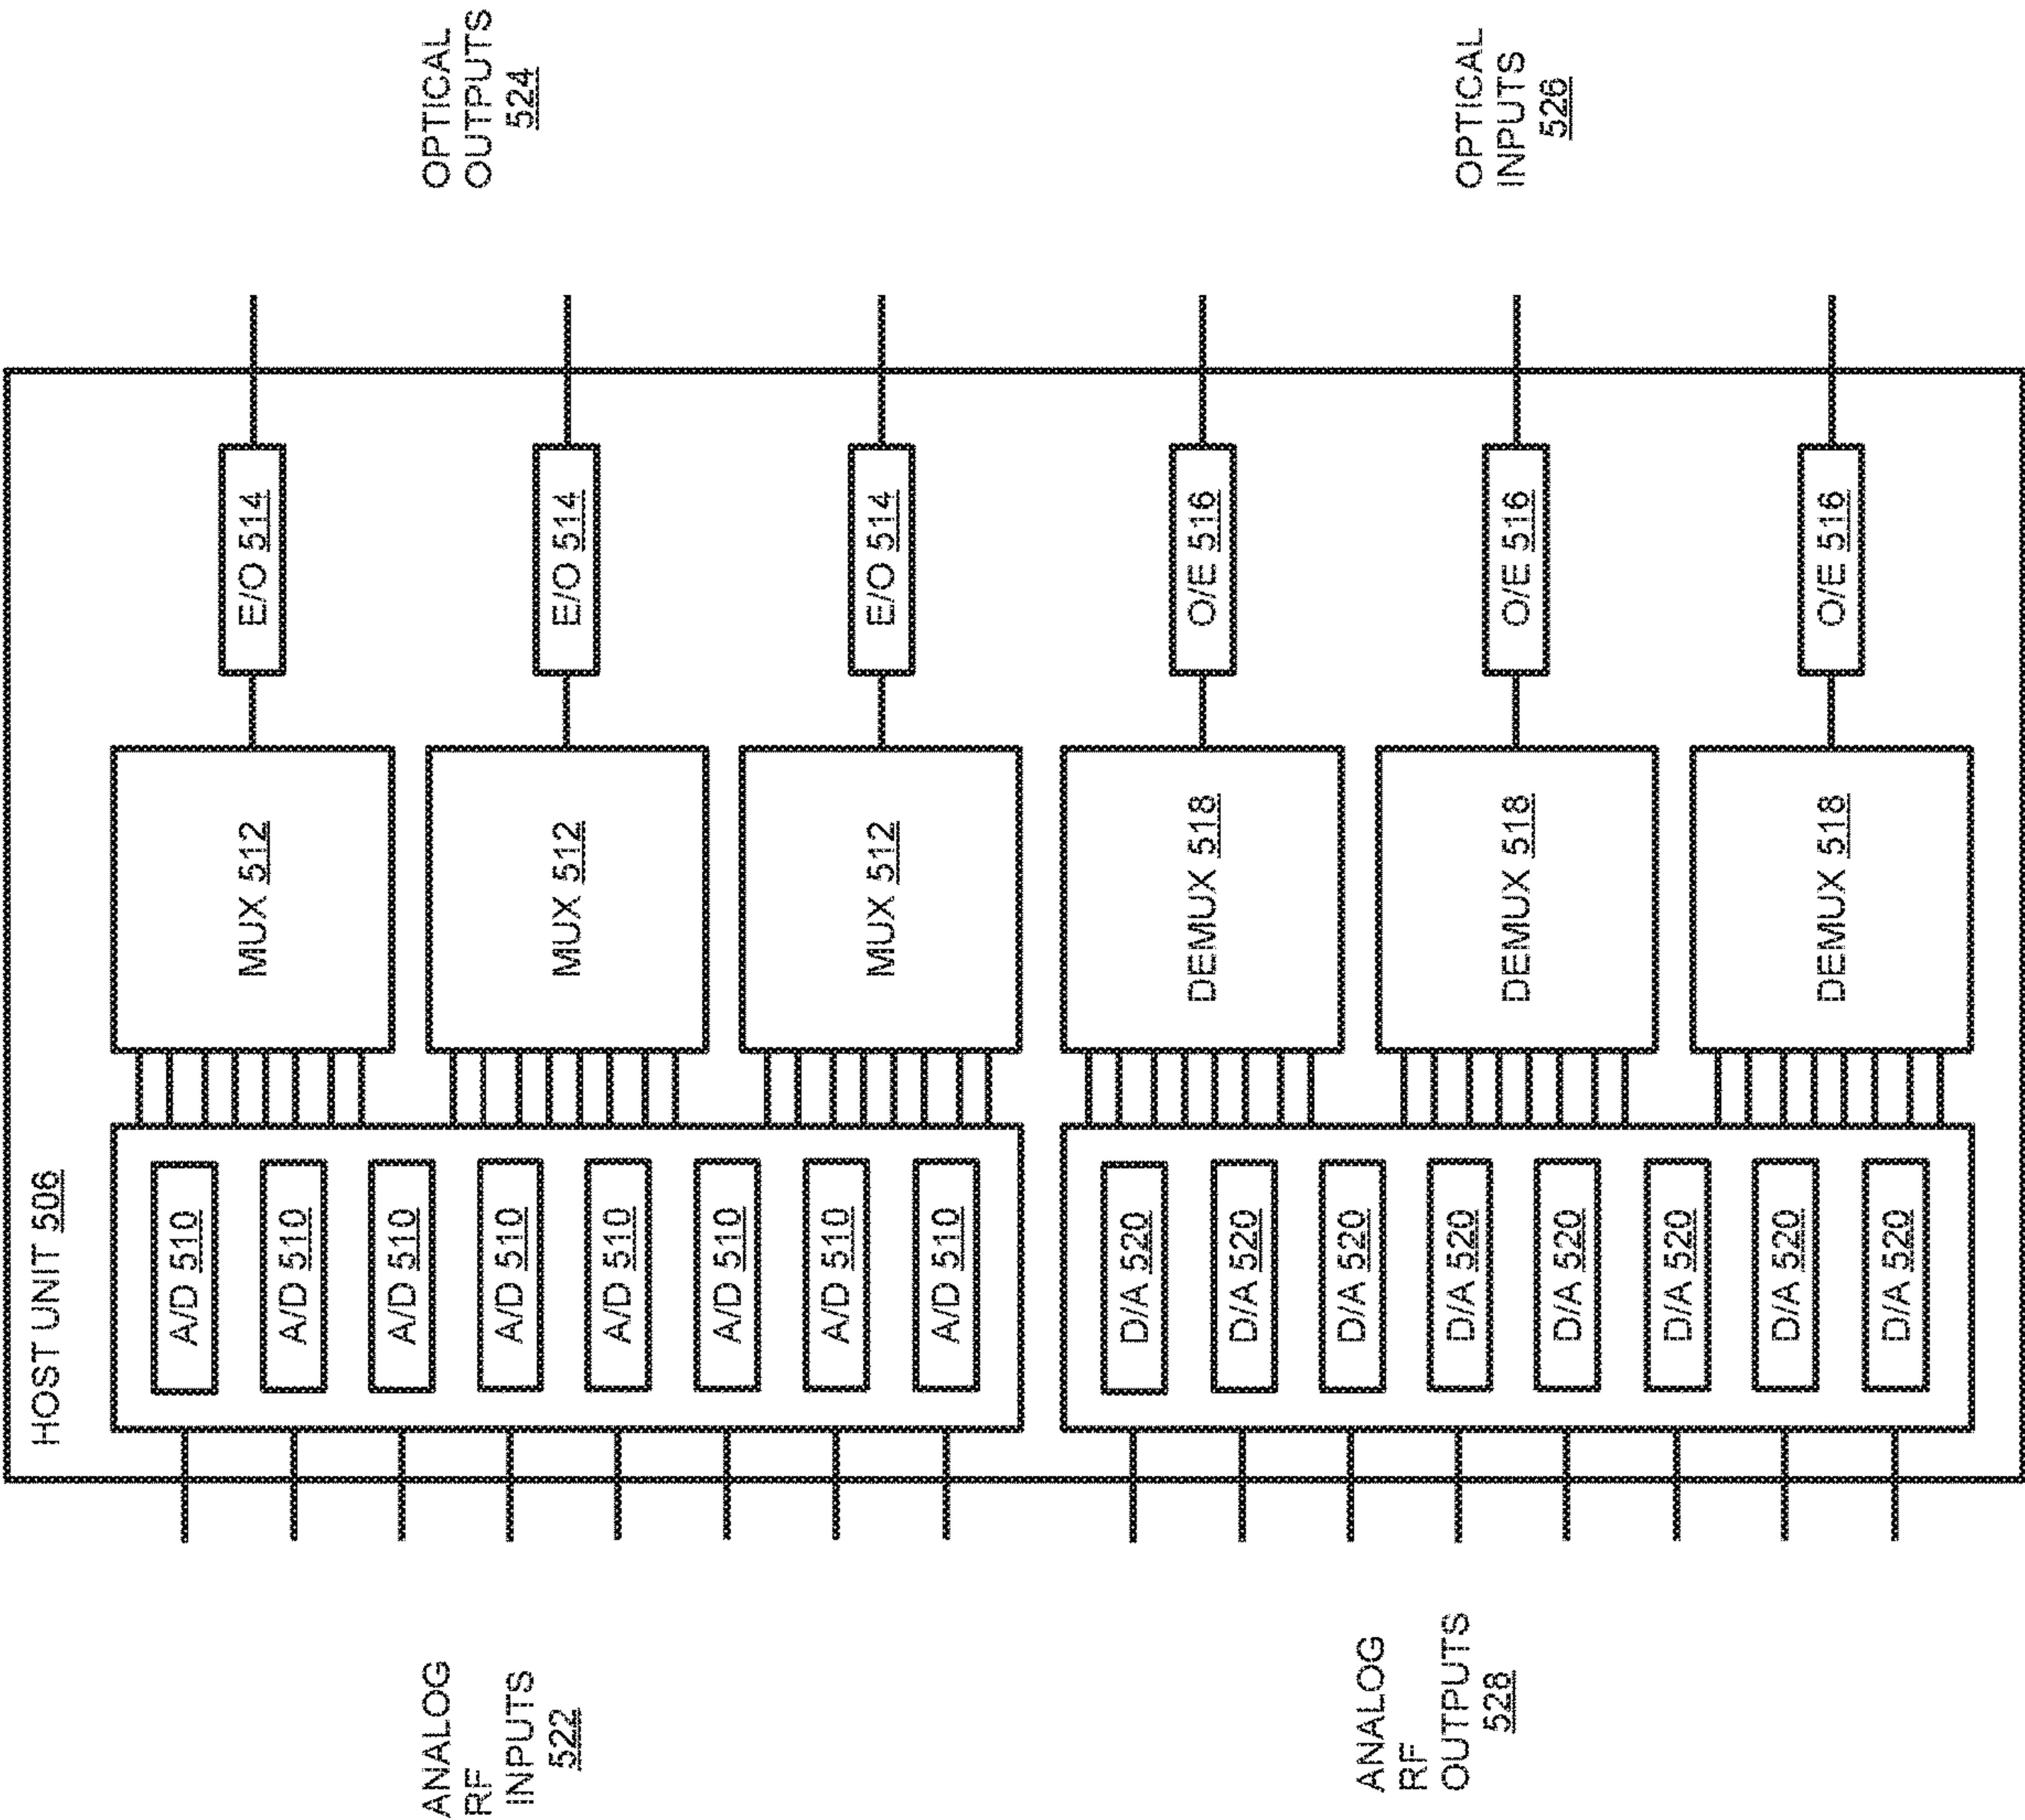 HOST UNIT 506
ANALOG
RF
INPUTS
522
A/D 510
A/D 510
A/D 510
A/D 510
A/D 510
A/D 510
A/D 510
A/D 510
MUX 512
MUX 512
MUX 512
E/O 514
E/O 514
E/O 514
OPTICAL
OUTPUTS
524
ANALOG
RF
OUTPUTS
528
D/A 520
D/A 520
D/A 520
D/A 520
D/A 520
D/A 520
D/A 520
D/A 520
DEMUX 518
DEMUX 518
DEMUX 518
O/E 516
O/E 516
O/E 516
OPTICAL
INPUTS
526